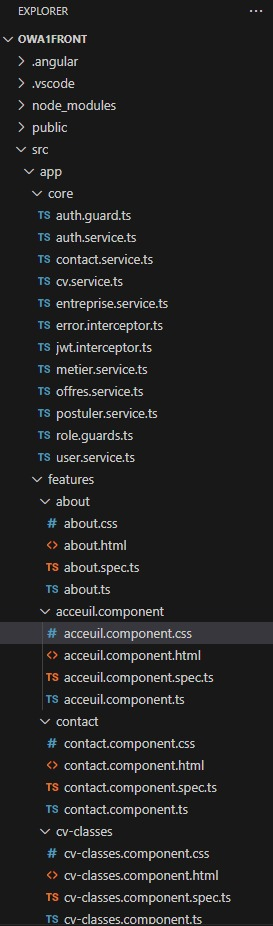 EXPLORER ...
OWA1FRONT
.angular
.vscode
node_modules
public
src
app
core
TS auth.guard.ts
TS auth.service.ts
TS contact.service.ts
TS cv.service.ts
TS entreprise.service.ts
TS error.interceptor.ts
TS jwt.interceptor.ts
TS metier.service.ts
TS offres.service.ts
TS postuler.service.ts
TS role.guards.ts
TS user.service.ts
features
about
# about.css
<> about.html
TS about.spec.ts
TS about.ts
acceuil.component
# acceuil.component.css
<> acceuil.component.html
TS acceuil.component.spec.ts
TS acceuil.component.ts
contact
# contact.component.css
<> contact.component.html
TS contact.component.spec.ts
TS contact.component.ts
cv-classes
# cv-classes.component.css
<> cv-classes.component.html
TS cv-classes.component.spec.ts
TS cv-classes.component.ts